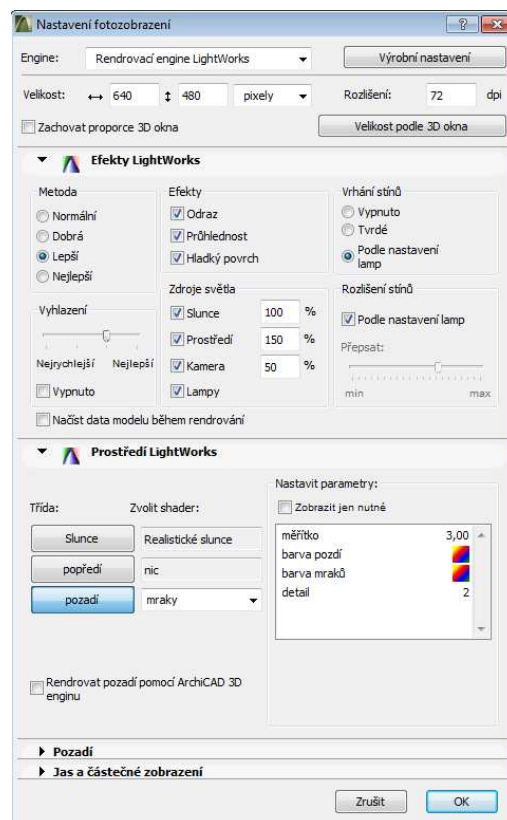 Nastavení fotozobrazení
Engine: Rendrovací engine LightWorks Výrobní nastavení
Velikost: 640 480 pixely Rozlišení: 72 dpi
Zachovat proporce 3D okna Velikost podle 3D okna
Efekty LightWorks
Metoda
Normální
Dobrá
Lepší
Nejlepší
Efekty
Odraz
Průhlednost
Hladký povrch
Vrhání stínů
Vypnuto
Tvrdé
Podle nastavení
lamp
Vyhlazení
Nejrychlejší Nejlepší
Vypnuto
Zdroje světla
Slunce 100 %
Prostředí 150 %
Kamera 50 %
Lampy
Rozlišení stínů
Podle nastavení lamp
Přepsat:
min max
Načíst data modelu během rendrování
Prostředí LightWorks
Třída: Zvolit shader:
Slunce Realistické slunce
popředí nic
pozadí mraky
Rendrovat pozadí pomocí ArchiCAD 3D
enginu
Nastavit parametry:
Zobrazit jen nutné
měřítko 3,00
barva pozdí
barva mraků
detail 2
Pozadí
Jas a částečné zobrazení
Zrušit OK